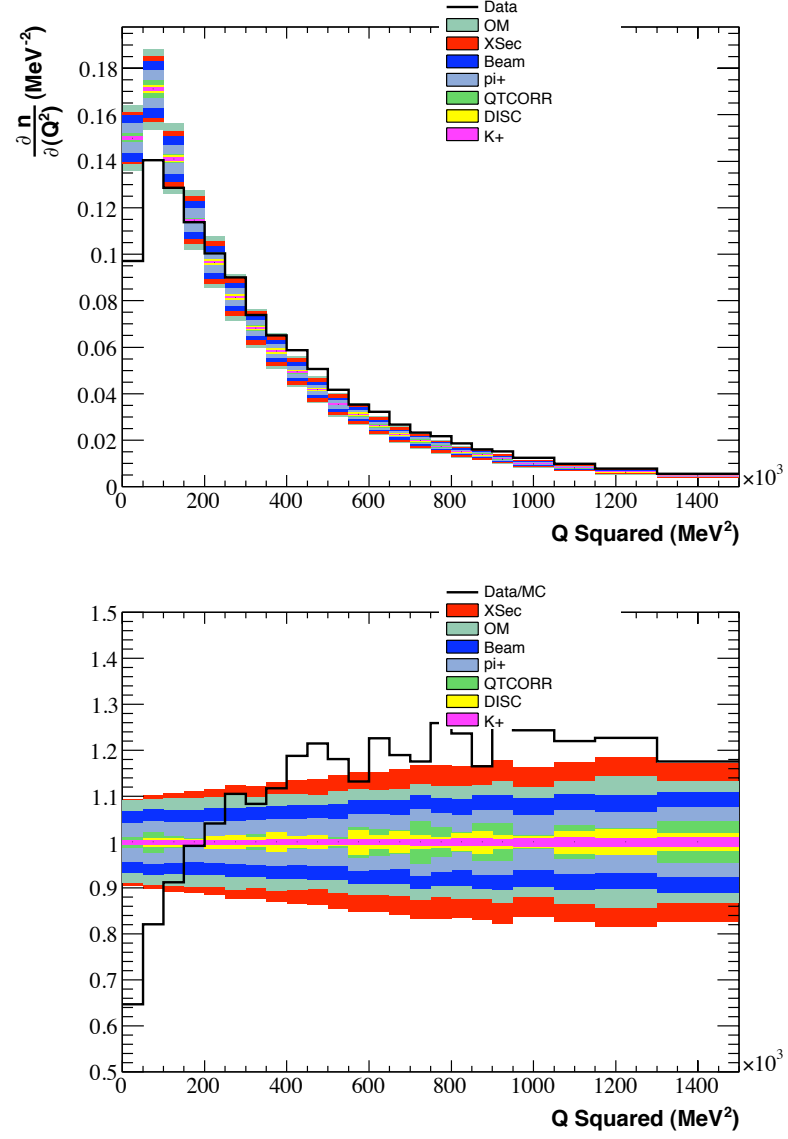 ∂ n
∂(Q²) (MeV⁻²)
0.18
0.16
0.14
0.12
0.1
0.08
0.06
0.04
0.02
0
Data
OM
XSec
Beam
pi+
QTCORR
DISC
K+
0 200 400 600 800 1000 1200 1400
×10³
Q Squared (MeV²)
1.5
1.4
1.3
1.2
1.1
1
0.9
0.8
0.7
0.6
0.5
Data/MC
XSec
OM
Beam
pi+
QTCORR
DISC
K+
0 200 400 600 800 1000 1200 1400
×10³
Q Squared (MeV²)